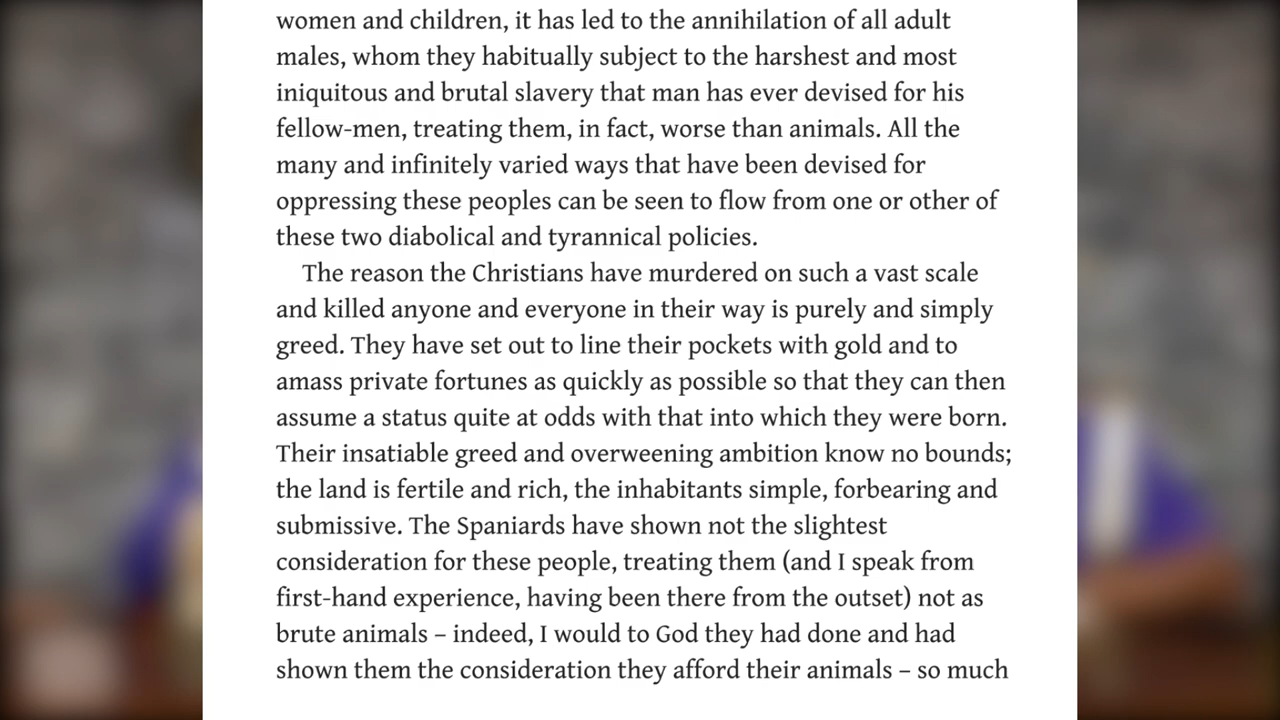 women and children, it has led to the annihilation of all adult
males, whom they habitually subject to the harshest and most
iniquitous and brutal slavery that man has ever devised for his
fellow-men, treating them, in fact, worse than animals. All the
many and infinitely varied ways that have been devised for
oppressing these peoples can be seen to flow from one or other of
these two diabolical and tyrannical policies.
The reason the Christians have murdered on such a vast scale
and killed anyone and everyone in their way is purely and simply
greed. They have set out to line their pockets with gold and to
amass private fortunes as quickly as possible so that they can then
assume a status quite at odds with that into which they were born.
Their insatiable greed and overweening ambition know no bounds;
the land is fertile and rich, the inhabitants simple, forbearing and
submissive. The Spaniards have shown not the slightest
consideration for these people, treating them (and I speak from
first-hand experience, having been there from the outset) not as
brute animals – indeed, I would to God they had done and had
shown them the consideration they afford their animals – so much